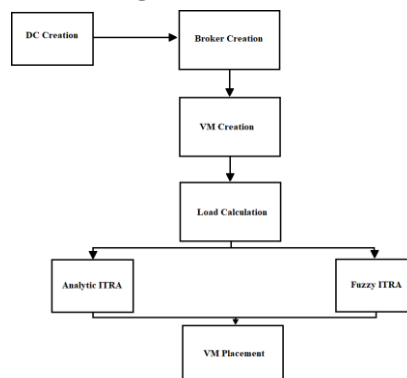 DC Creation
Broker Creation
VM Creation
Load Calculation
Analytic ITRA
Fuzzy ITRA
VM Placement